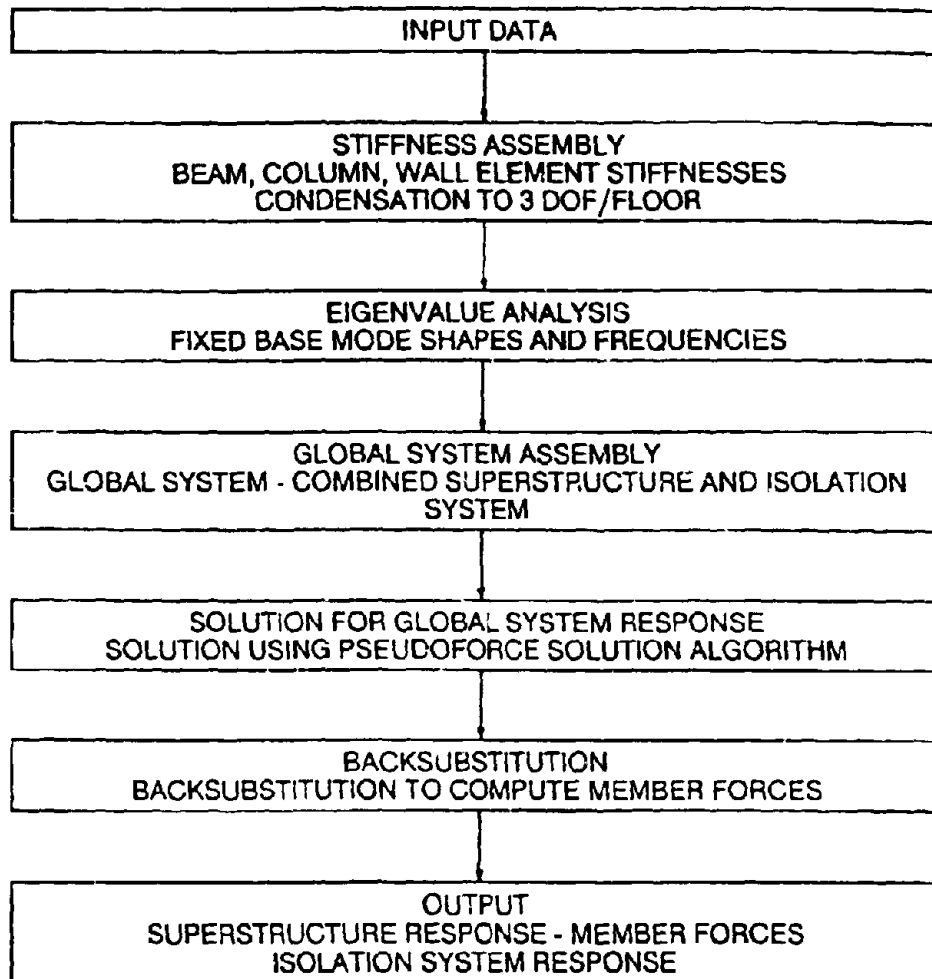 INPUT DATA
STIFFNESS ASSEMBLY
BEAM, COLUMN, WALL ELEMENT STIFFNESSES
CONDENSATION TO 3 DOF/FLOOR
EIGENVALUE ANALYSIS
FIXED BASE MODE SHAPES AND FREQUENCIES
GLOBAL SYSTEM ASSEMBLY
GLOBAL SYSTEM - COMBINED SUPERSTRUCTURE AND ISOLATION
SYSTEM
SOLUTION FOR GLOBAL SYSTEM RESPONSE
SOLUTION USING PSEUDOFORCE SOLUTION ALGORITHM
BACKSUBSTITUTION
BACKSUBSTITUTION TO COMPUTE MEMBER FORCES
OUTPUT
SUPERSTRUCTURE RESPONSE - MEMBER FORCES
ISOLATION SYSTEM RESPONSE